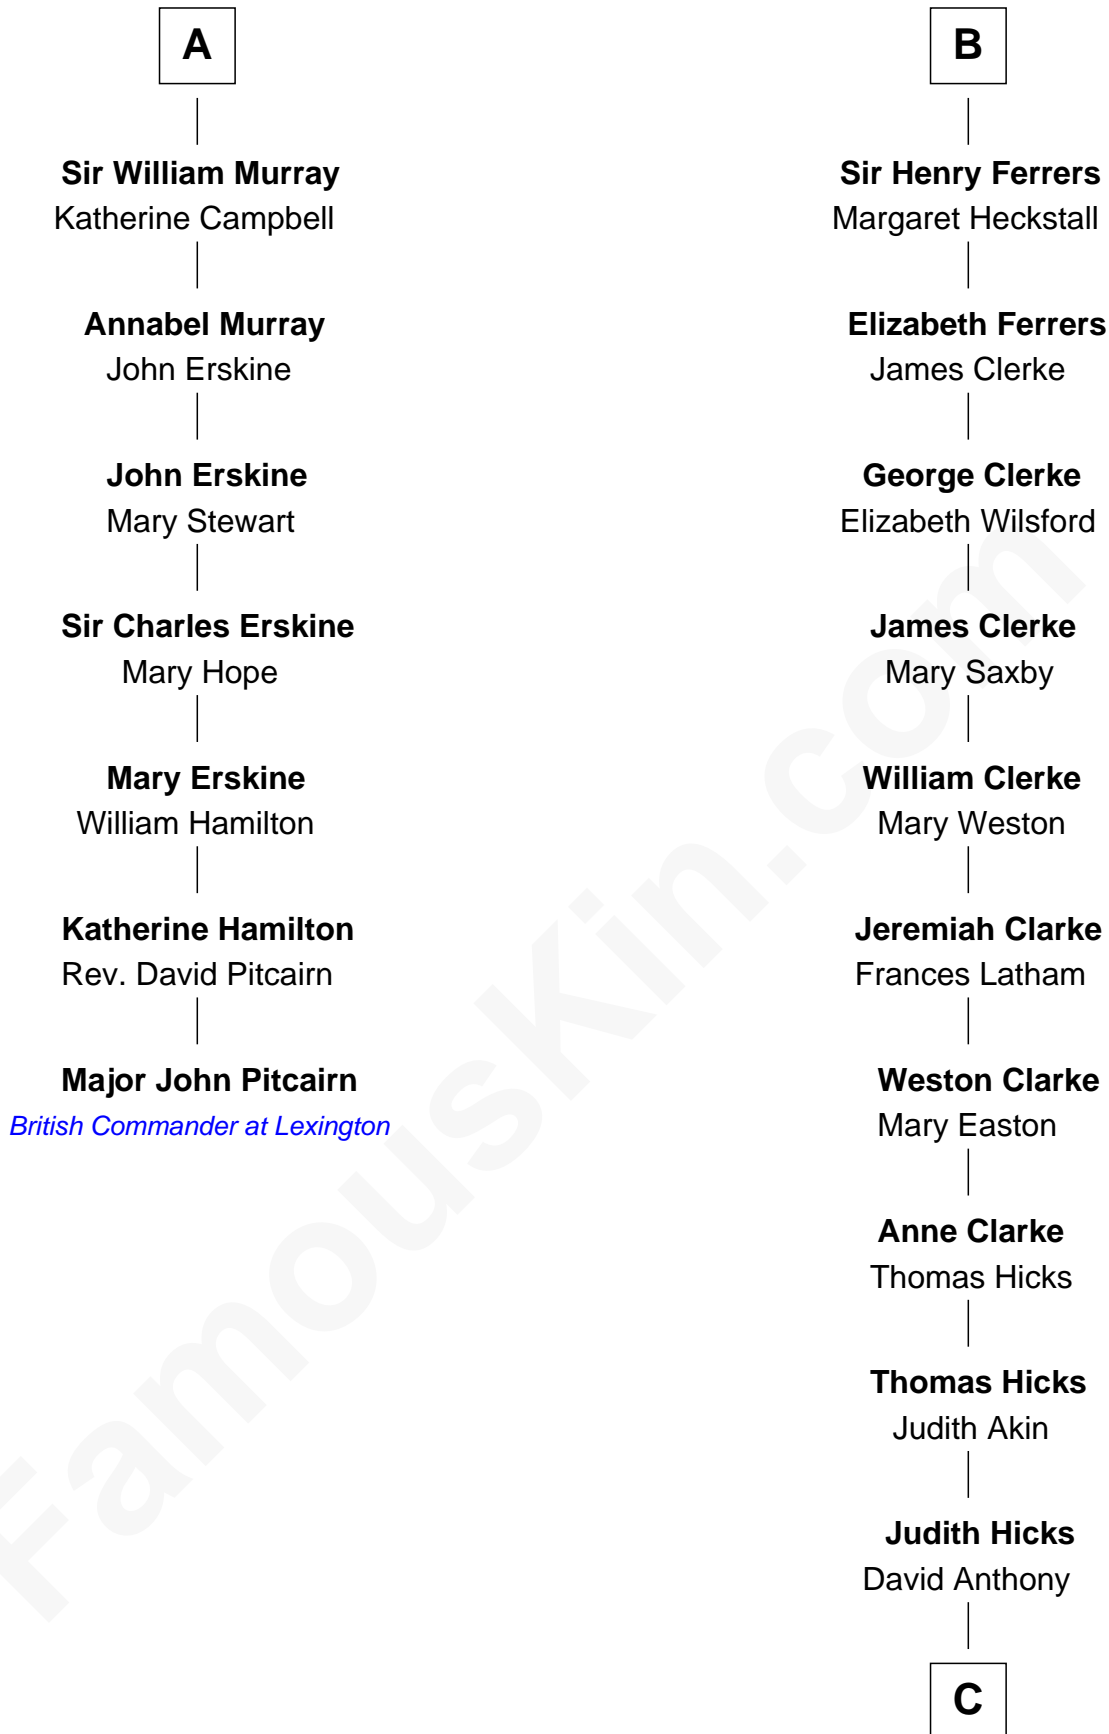 A
Sir William Murray
Katherine Campbell
Annabel Murray
John Erskine
John Erskine
Mary Stewart
Sir Charles Erskine
Mary Hope
Mary Erskine
William Hamilton
Katherine Hamilton
Rev. David Pitcairn
Major John Pitcairn
British Commander at Lexington
B
Sir Henry Ferrers
Margaret Heckstall
Elizabeth Ferrers
James Clerke
George Clerke
Elizabeth Wilsford
James Clerke
Mary Saxby
William Clerke
Mary Weston
Jeremiah Clarke
Frances Latham
Weston Clarke
Mary Easton
Anne Clarke
Thomas Hicks
Thomas Hicks
Judith Akin
Judith Hicks
David Anthony
C
FamousKin.com